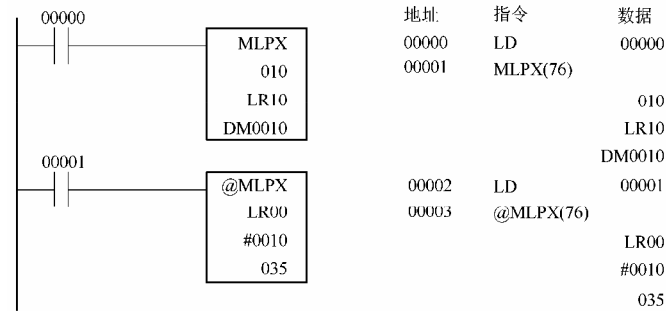 地址 指令 数据
00000 00000 LD 00000
MLPX 00001 MLPX(76)
010 010
LR10 LR10
DM0010 DM0010
00001
@MLPX 00002 LD 00001
LR00 00003 @MLPX(76)
#0010 LR00
035 #0010
035